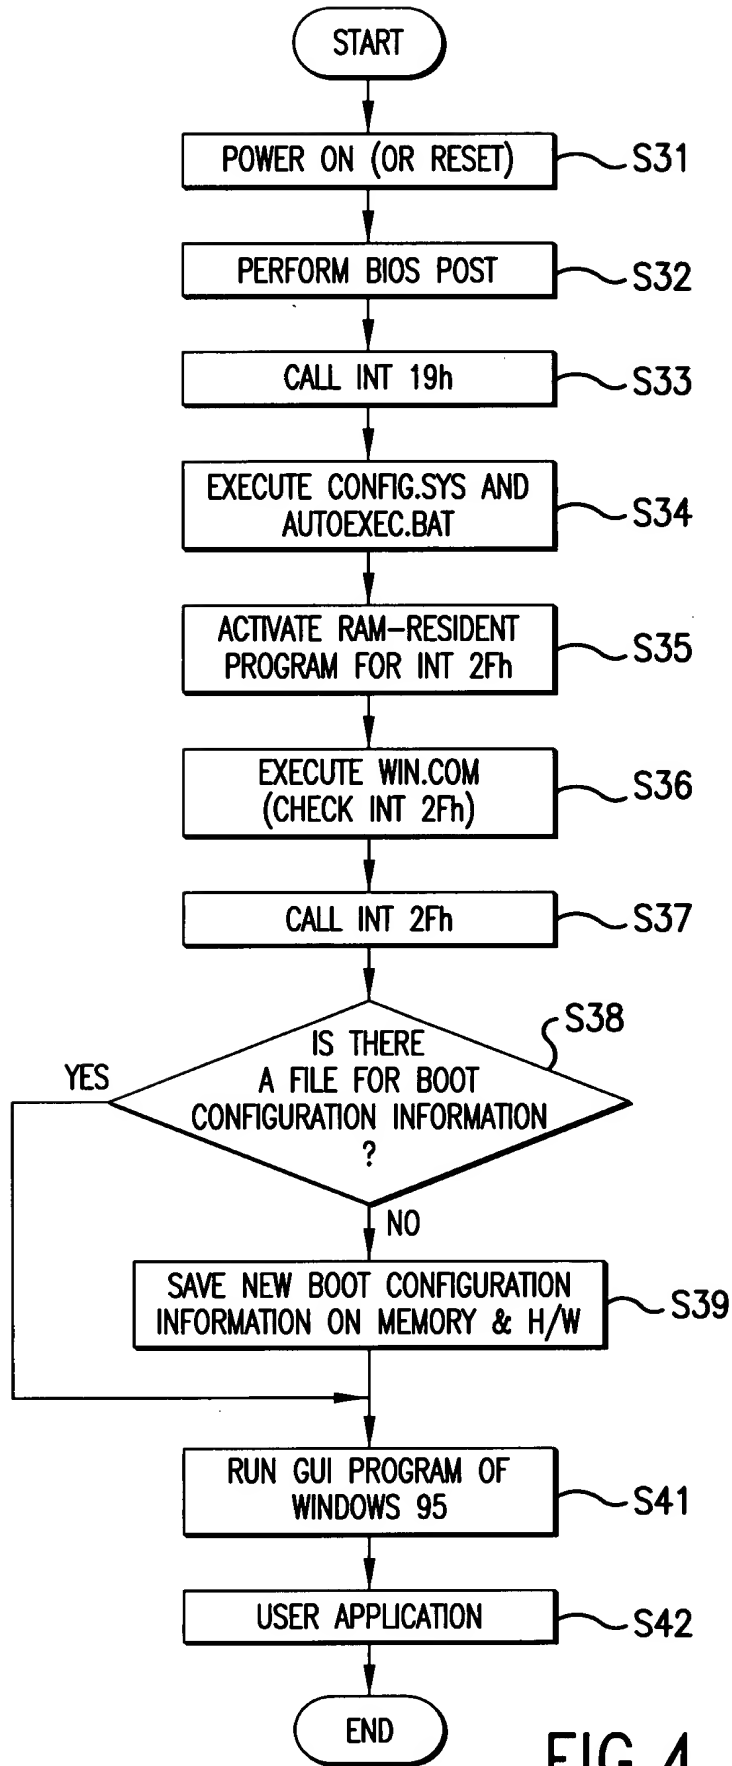 START
POWER ON (OR RESET)
S31
PERFORM BIOS POST
S32
CALL INT 19h
S33
EXECUTE CONFIG.SYS AND
AUTOEXEC.BAT
S34
ACTIVATE RAM-RESIDENT
PROGRAM FOR INT 2Fh
S35
EXECUTE WIN.COM
(CHECK INT 2Fh)
S36
CALL INT 2Fh
S37
S38
IS THERE
A FILE FOR BOOT
CONFIGURATION INFORMATION
?
YES
NO
SAVE NEW BOOT CONFIGURATION
INFORMATION ON MEMORY & H/W
S39
RUN GUI PROGRAM OF
WINDOWS 95
S41
USER APPLICATION
S42
END
FIG.4